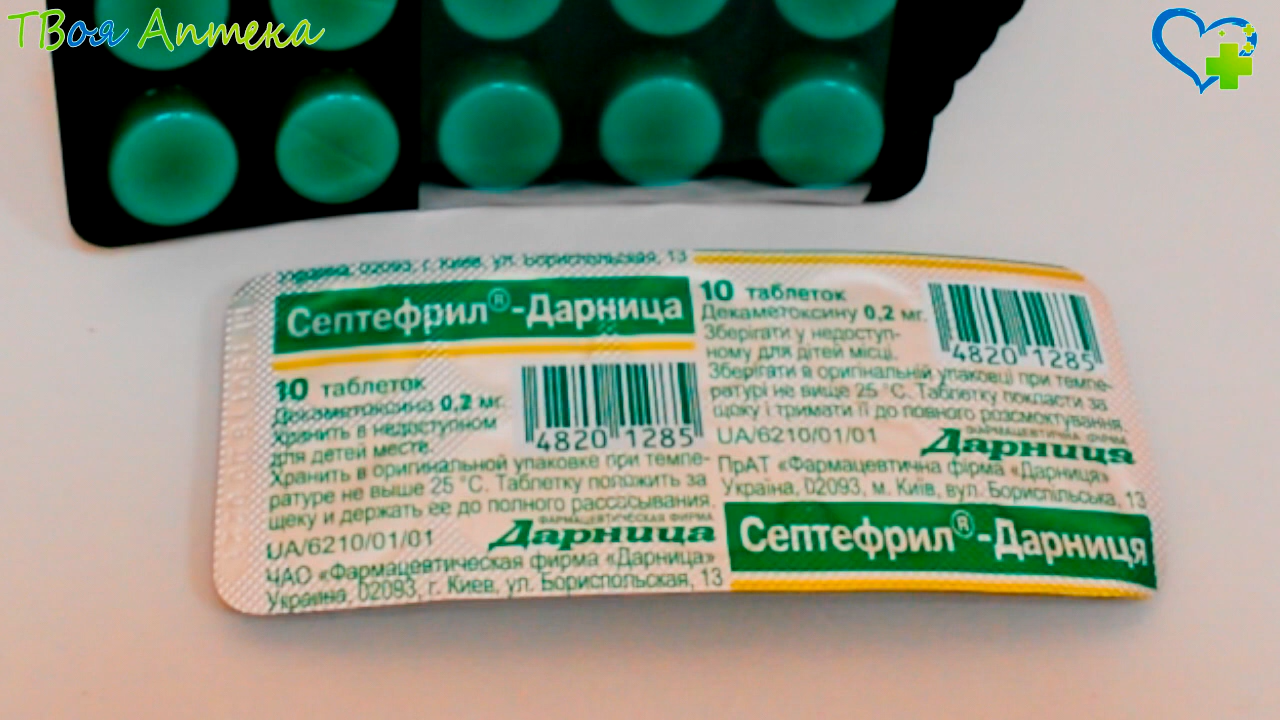 ТВоя Аптека
Україна, 02093, г. Киев, ул. Бориспольская, 13
Септефрил®-Дарница
10 таблеток
Декаметоксина 0,2 мг.
Хранить в недоступном
для детей месте.
Хранить в оригинальной упаковке при темпе-
ратуре не выше 25 °С. Таблетку положить за
щеку и держать ее до полного рассасывания.
4820 1285
UA/6210/01/01
ФАРМАЦЕВТИЧЕСКАЯ ФИРМА
Дарница
ЧАО «Фармацевтическая фирма «Дарница»
Украина, 02093, г. Киев, ул. Бориспольская, 13
10 таблеток
Декаметоксину 0,2 мг.
Зберігати у недоступ-
ному для дітей місці.
Зберігати в оригінальній упаковці при темпе-
ратурі не вище 25 °С. Таблетку покласти за
щоку і тримати її до повного розсмоктування.
4820 1285
UA/6210/01/01
ФАРМАЦЕВТИЧНА ФІРМА
Дарница
ПрАТ «Фармацевтична фірма «Дарниця»
Україна, 02093, м. Київ, вул. Бориспільська, 13
Септефрил®-Дарниця